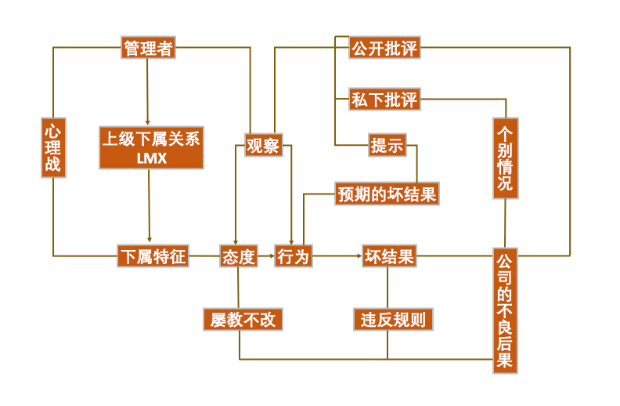 管理者
公开批评
私下批评
心理战
上级下属关系
LMX
观察
提示
个别情况
预期的坏结果
下属特征
态度
行为
坏结果
公司的不良后果
屡教不改
违反规则